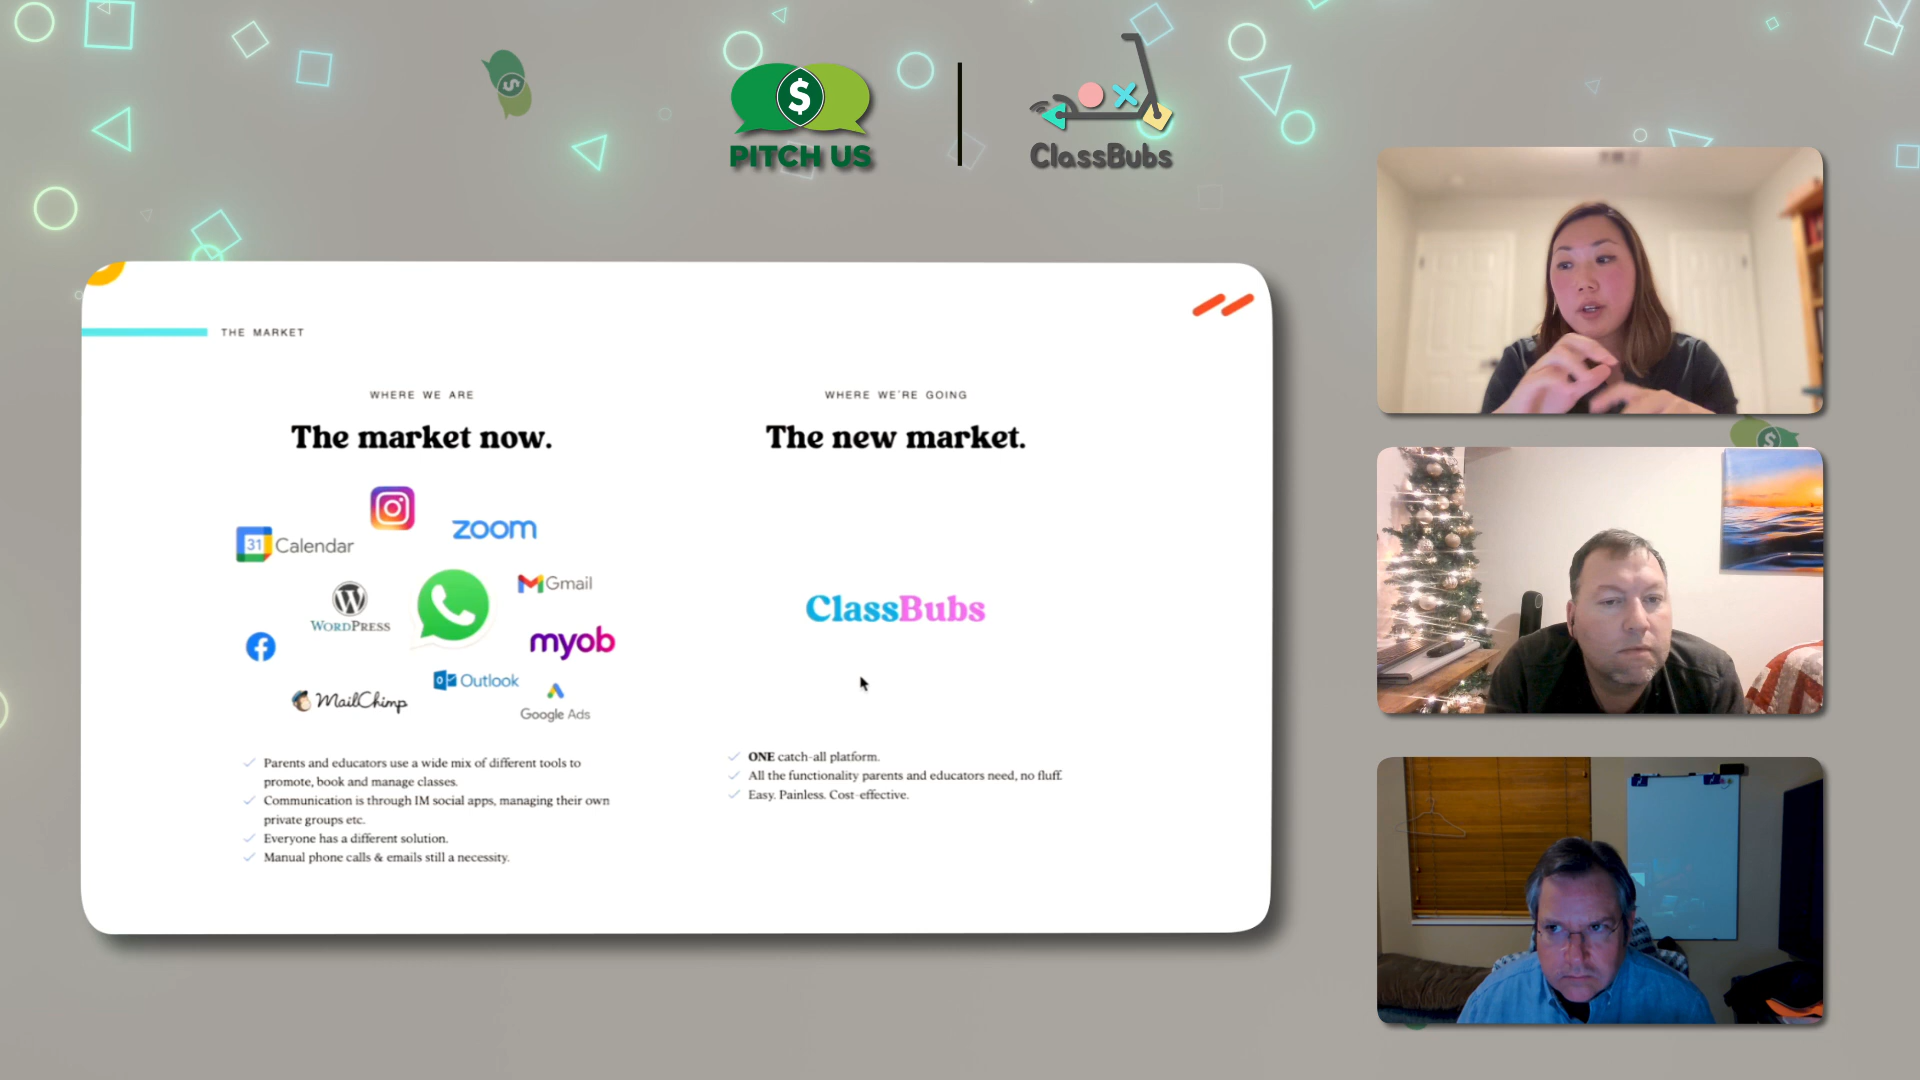 $
PITCH US
ClassBubs
THE MARKET
WHERE WE ARE
The market now.
31 Calendar
zoom
Gmail
WORDPRESS
myob
Outlook
MailChimp
Google Ads
Parents and educators use a wide mix of different tools to
promote, book and manage classes.
Communication is through IM social apps, managing their own
private groups etc.
Everyone has a different solution.
Manual phone calls & emails still a necessity.
WHERE WE'RE GOING
The new market.
ClassBubs
ONE catch-all platform.
All the functionality parents and educators need, no fluff.
Easy. Painless. Cost-effective.